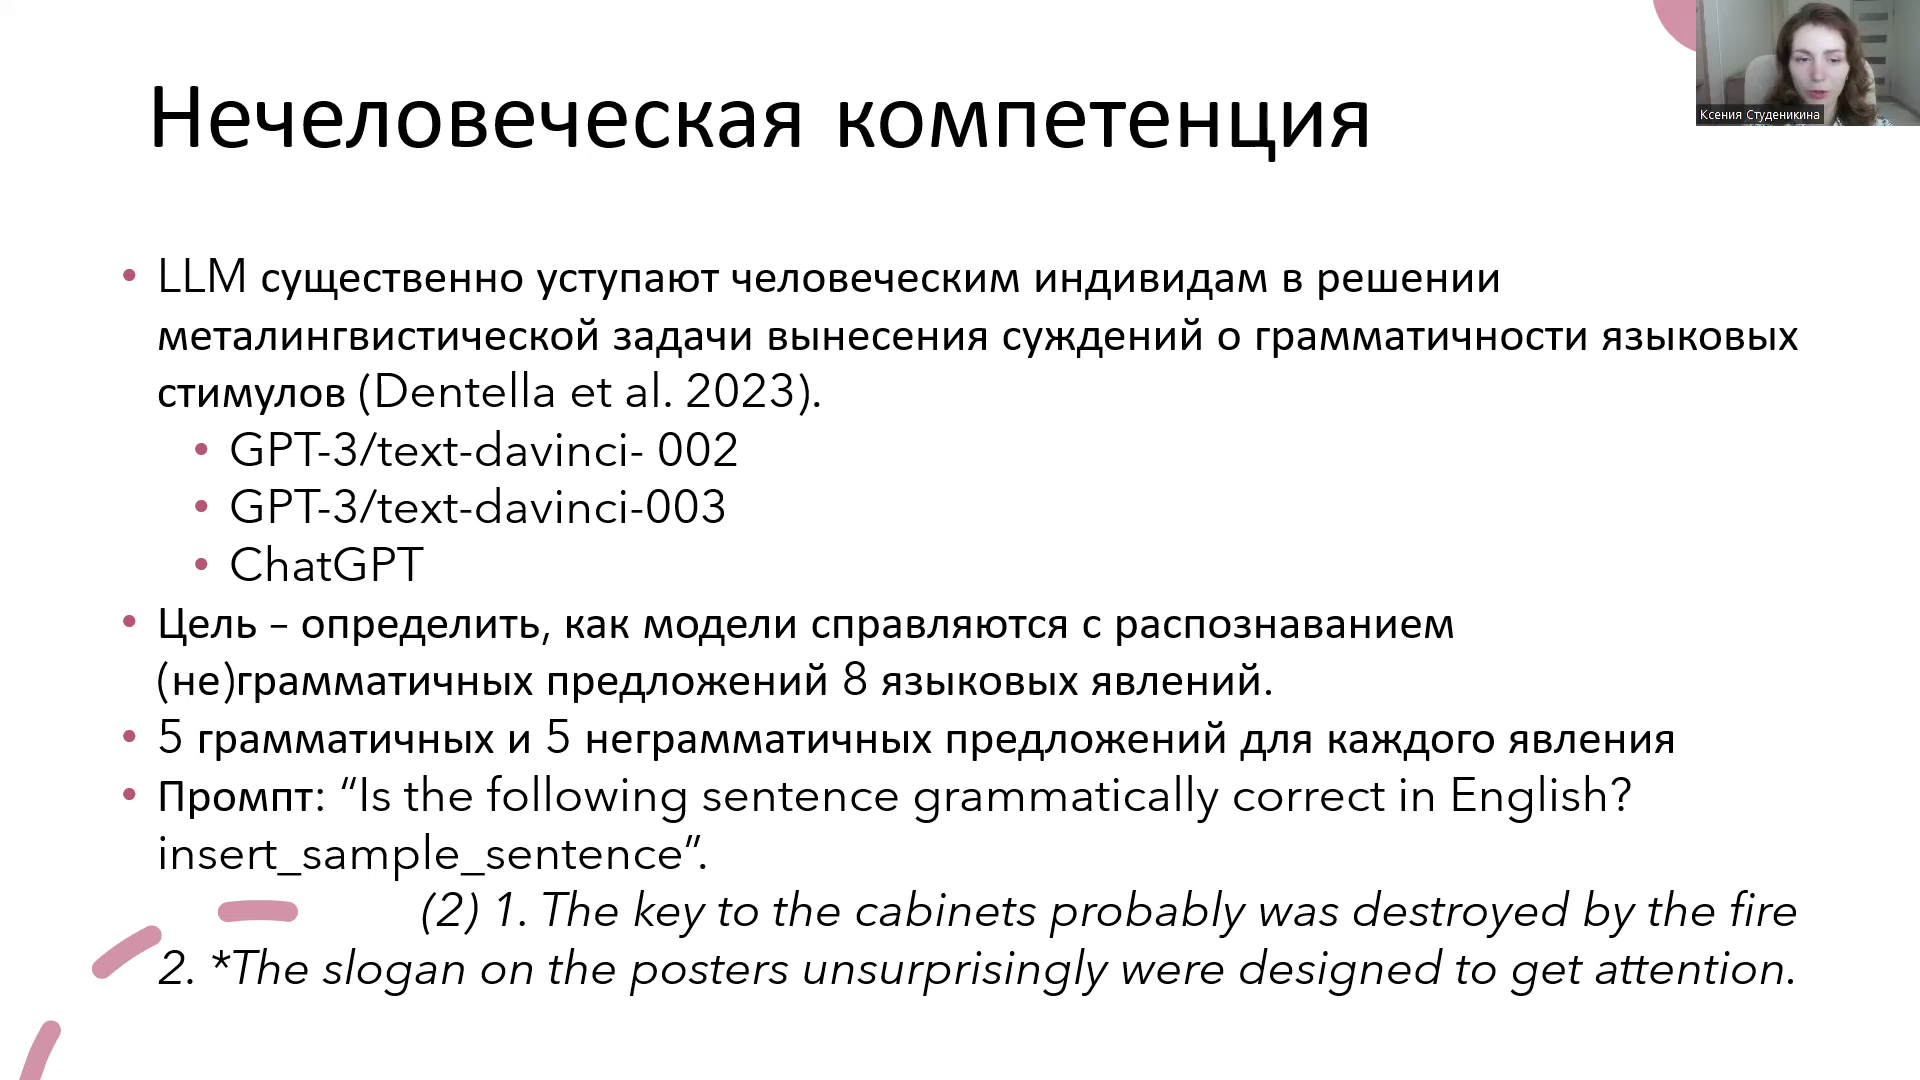 Нечеловеческая компетенция
Ксения Студеникина
• LLM существенно уступают человеческим индивидам в решении
металингвистической задачи вынесения суждений о грамматичности языковых
стимулов (Dentella et al. 2023).
• GPT-3/text-davinci- 002
• GPT-3/text-davinci-003
• ChatGPT
• Цель – определить, как модели справляются с распознаванием
(не)грамматичных предложений 8 языковых явлений.
• 5 грамматичных и 5 неграмматичных предложений для каждого явления
• Промпт: “Is the following sentence grammatically correct in English?
insert_sample_sentence”.
(2) 1. The key to the cabinets probably was destroyed by the fire
2. *The slogan on the posters unsurprisingly were designed to get attention.